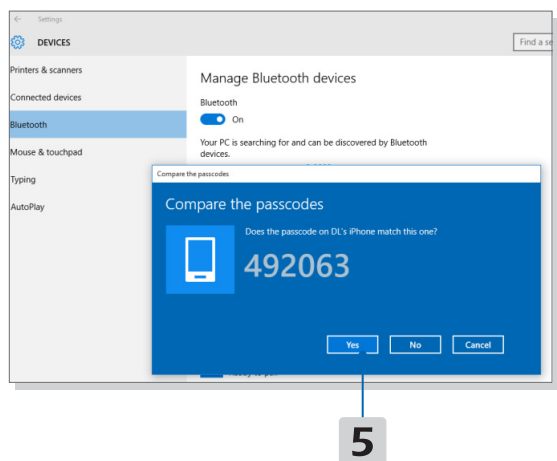 Settings
DEVICES
Find a se
Printers & scanners
Connected devices
Bluetooth
Mouse & touchpad
Typing
AutoPlay
Manage Bluetooth devices
Bluetooth
On
Your PC is searching for and can be discovered by Bluetooth
devices.
Compare the passcodes
Compare the passcodes
Does the passcode on DL's iPhone match this one?
492063
Yes
No
Cancel
5